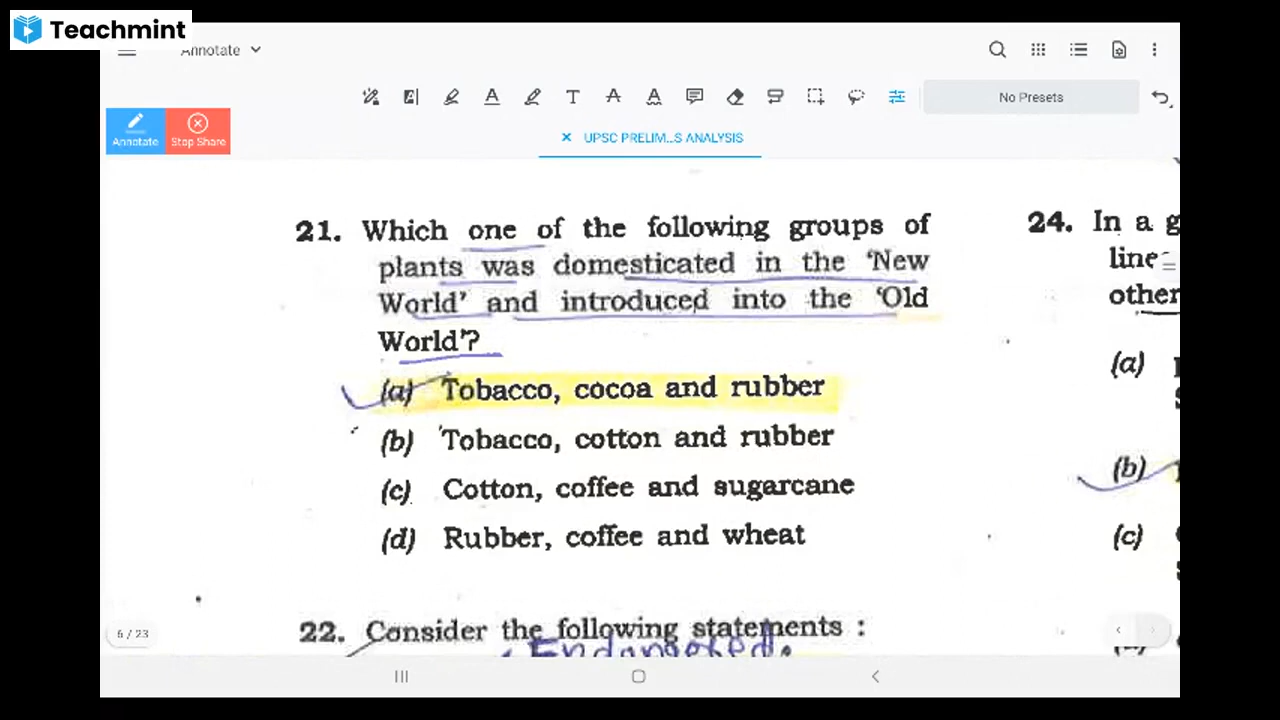 Teachmint
Annotate
No Presets
Annotate
Stop Share
UPSC PRELIM...S ANALYSIS
21. Which one of the following groups of
plants was domesticated in the ‘New
World’ and introduced into the ‘Old
World’?
(a) Tobacco, cocoa and rubber
(b) Tobacco, cotton and rubber
(c) Cotton, coffee and sugarcane
(d) Rubber, coffee and wheat
22. Consider the following statements :
Endangered
6 / 23
24. In a g
line
other
(a)
(b)
(c)